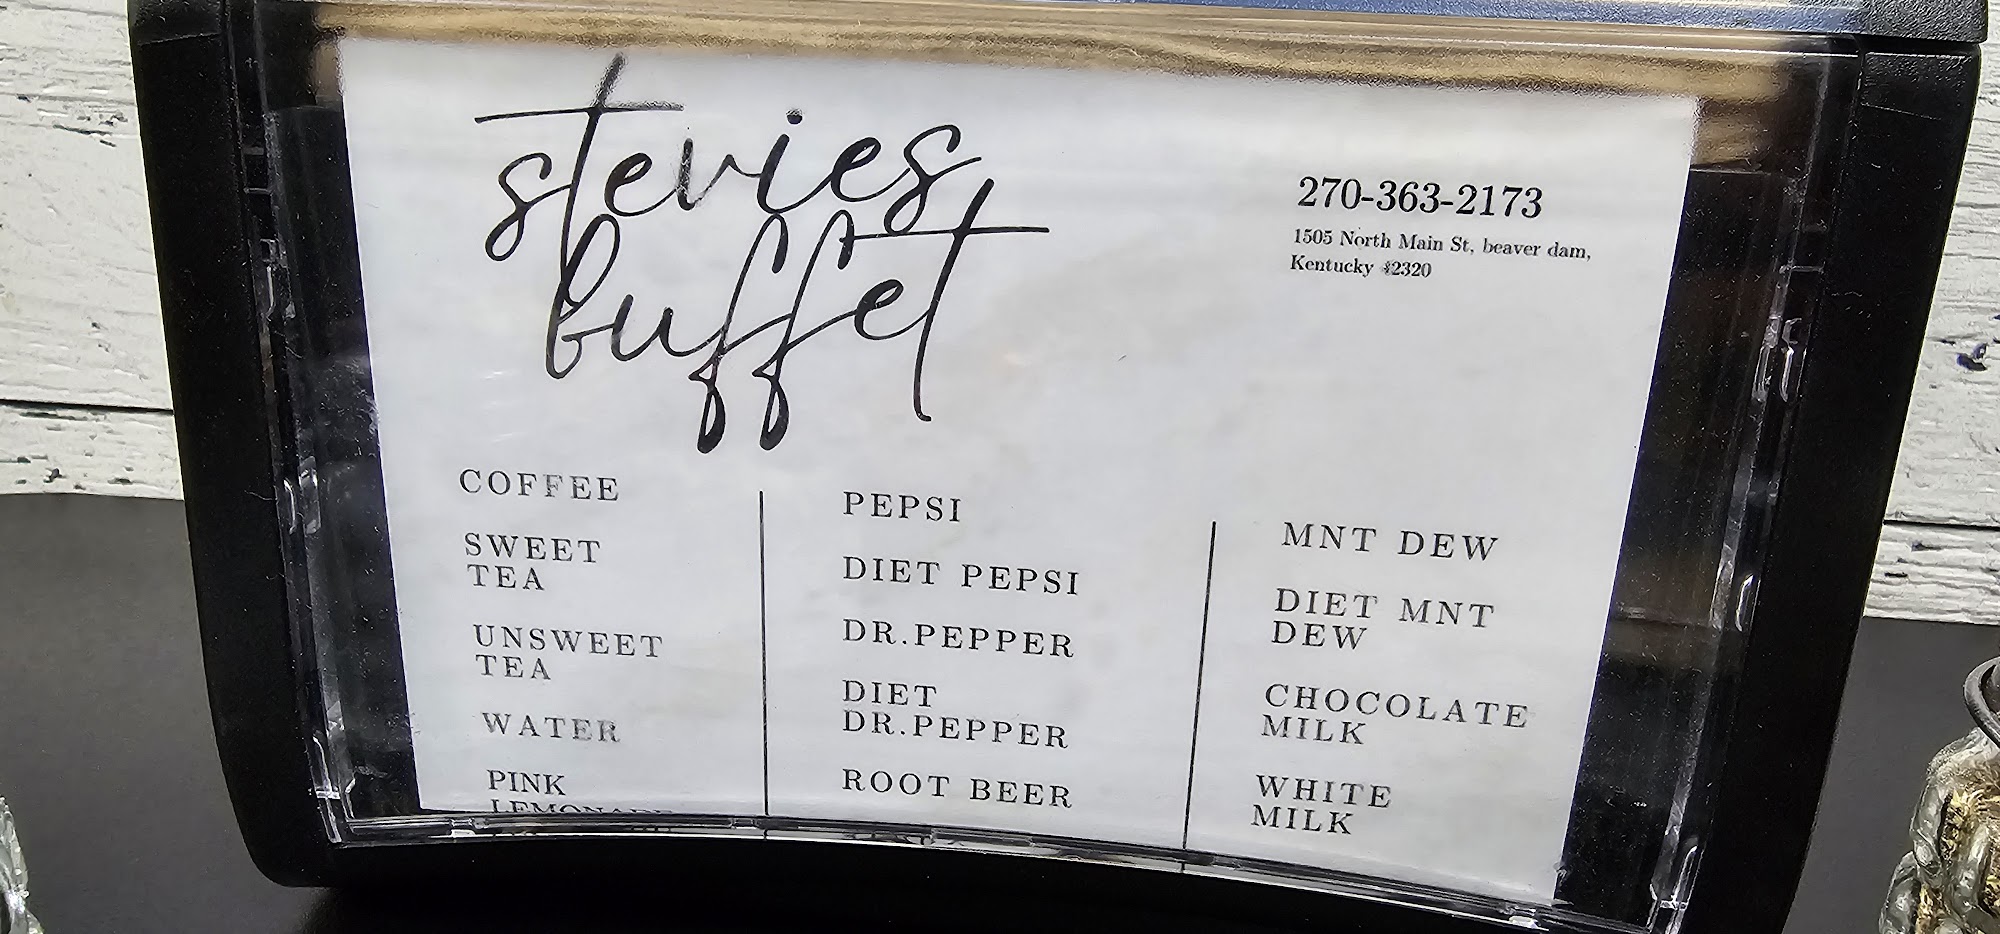 stevies
buffet
270-363-2173
1505 North Main St, beaver dam,
Kentucky 42320
COFFEE
SWEET
TEA
UNSWEET
TEA
WATER
PINK
LEMONADE
PEPSI
DIET PEPSI
DR.PEPPER
DIET
DR.PEPPER
ROOT BEER
MNT DEW
DIET MNT
DEW
CHOCOLATE
MILK
WHITE
MILK